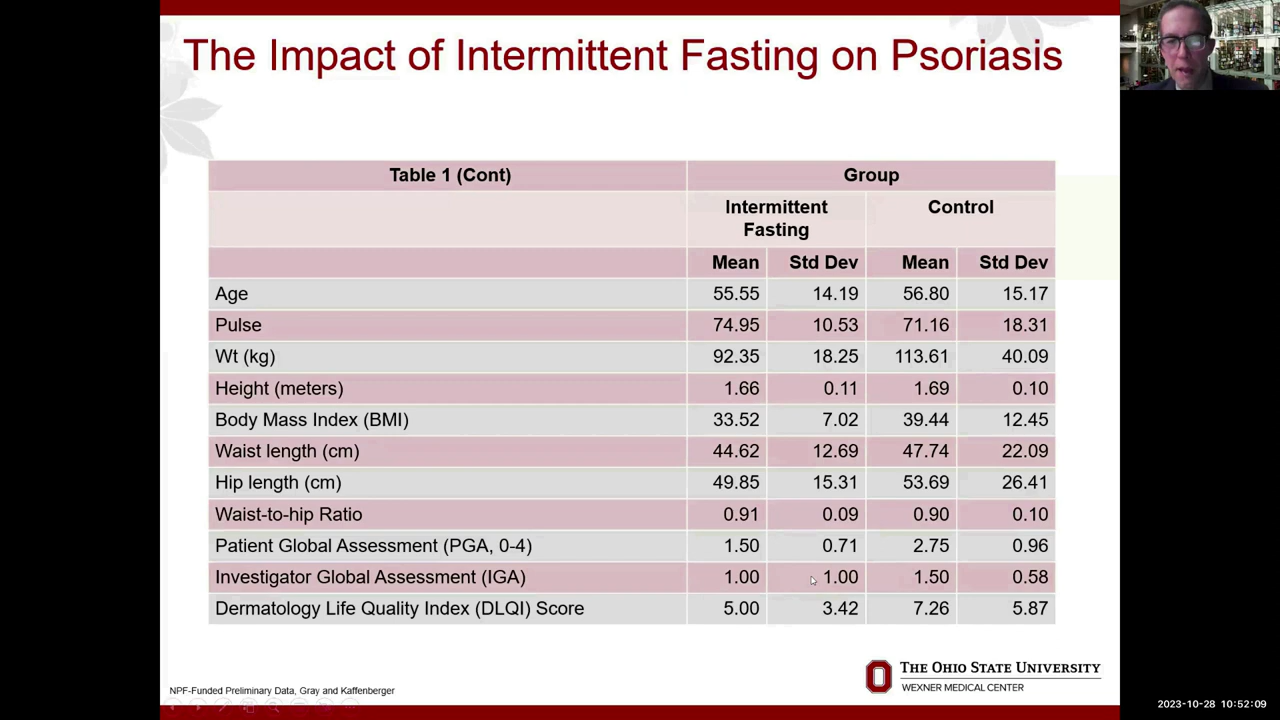 The Impact of Intermittent Fasting on Psoriasis
Table 1 (Cont) Group
Intermittent Fasting Control
Mean Std Dev Mean Std Dev
Age 55.55 14.19 56.80 15.17
Pulse 74.95 10.53 71.16 18.31
Wt (kg) 92.35 18.25 113.61 40.09
Height (meters) 1.66 0.11 1.69 0.10
Body Mass Index (BMI) 33.52 7.02 39.44 12.45
Waist length (cm) 44.62 12.69 47.74 22.09
Hip length (cm) 49.85 15.31 53.69 26.41
Waist-to-hip Ratio 0.91 0.09 0.90 0.10
Patient Global Assessment (PGA, 0-4) 1.50 0.71 2.75 0.96
Investigator Global Assessment (IGA) 1.00 1.00 1.50 0.58
Dermatology Life Quality Index (DLQI) Score 5.00 3.42 7.26 5.87
THE OHIO STATE UNIVERSITY
WEXNER MEDICAL CENTER
NPF-Funded Preliminary Data, Gray and Kaffenberger
2023-10-28 10:52:09